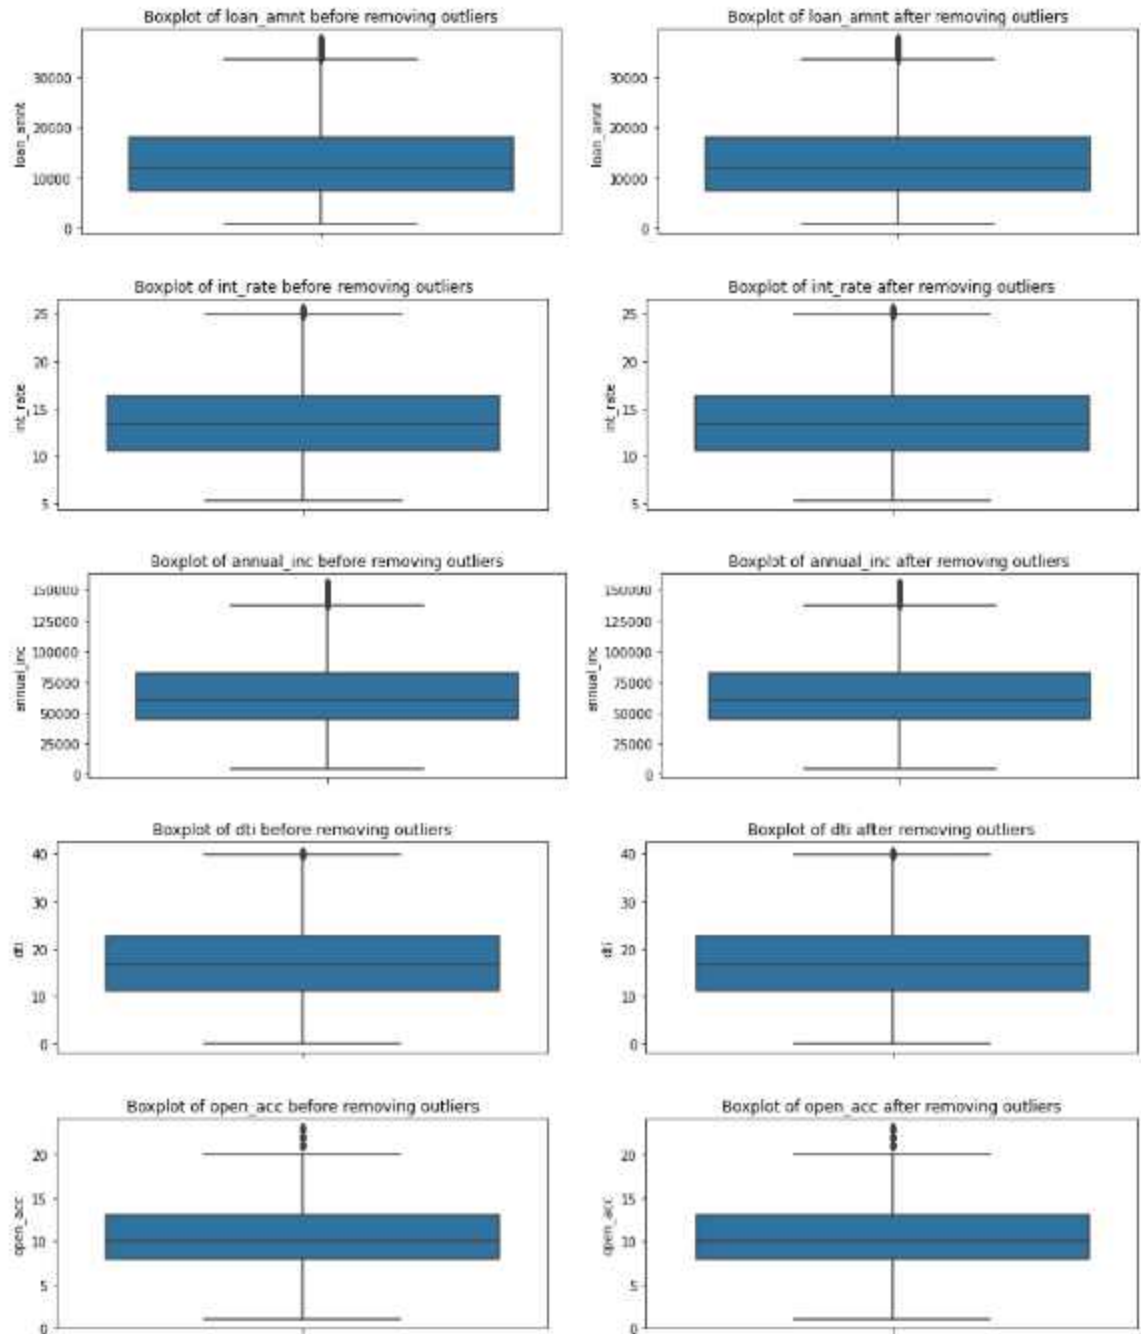 Boxplot of loan_amnt before removing outliers
30000
20000
10000
0
loan_amnt
Boxplot of loan_amnt after removing outliers
30000
20000
10000
0
loan_amnt
Boxplot of int_rate before removing outliers
25
20
15
10
5
int_rate
Boxplot of int_rate after removing outliers
25
20
15
10
5
int_rate
Boxplot of annual_inc before removing outliers
150000
125000
100000
75000
50000
25000
0
annual_inc
Boxplot of annual_inc after removing outliers
150000
125000
100000
75000
50000
25000
0
annual_inc
Boxplot of dti before removing outliers
40
30
20
10
0
dti
Boxplot of dti after removing outliers
40
30
20
10
0
dti
Boxplot of open_acc before removing outliers
20
15
10
5
0
open_acc
Boxplot of open_acc after removing outliers
20
15
10
5
0
open_acc